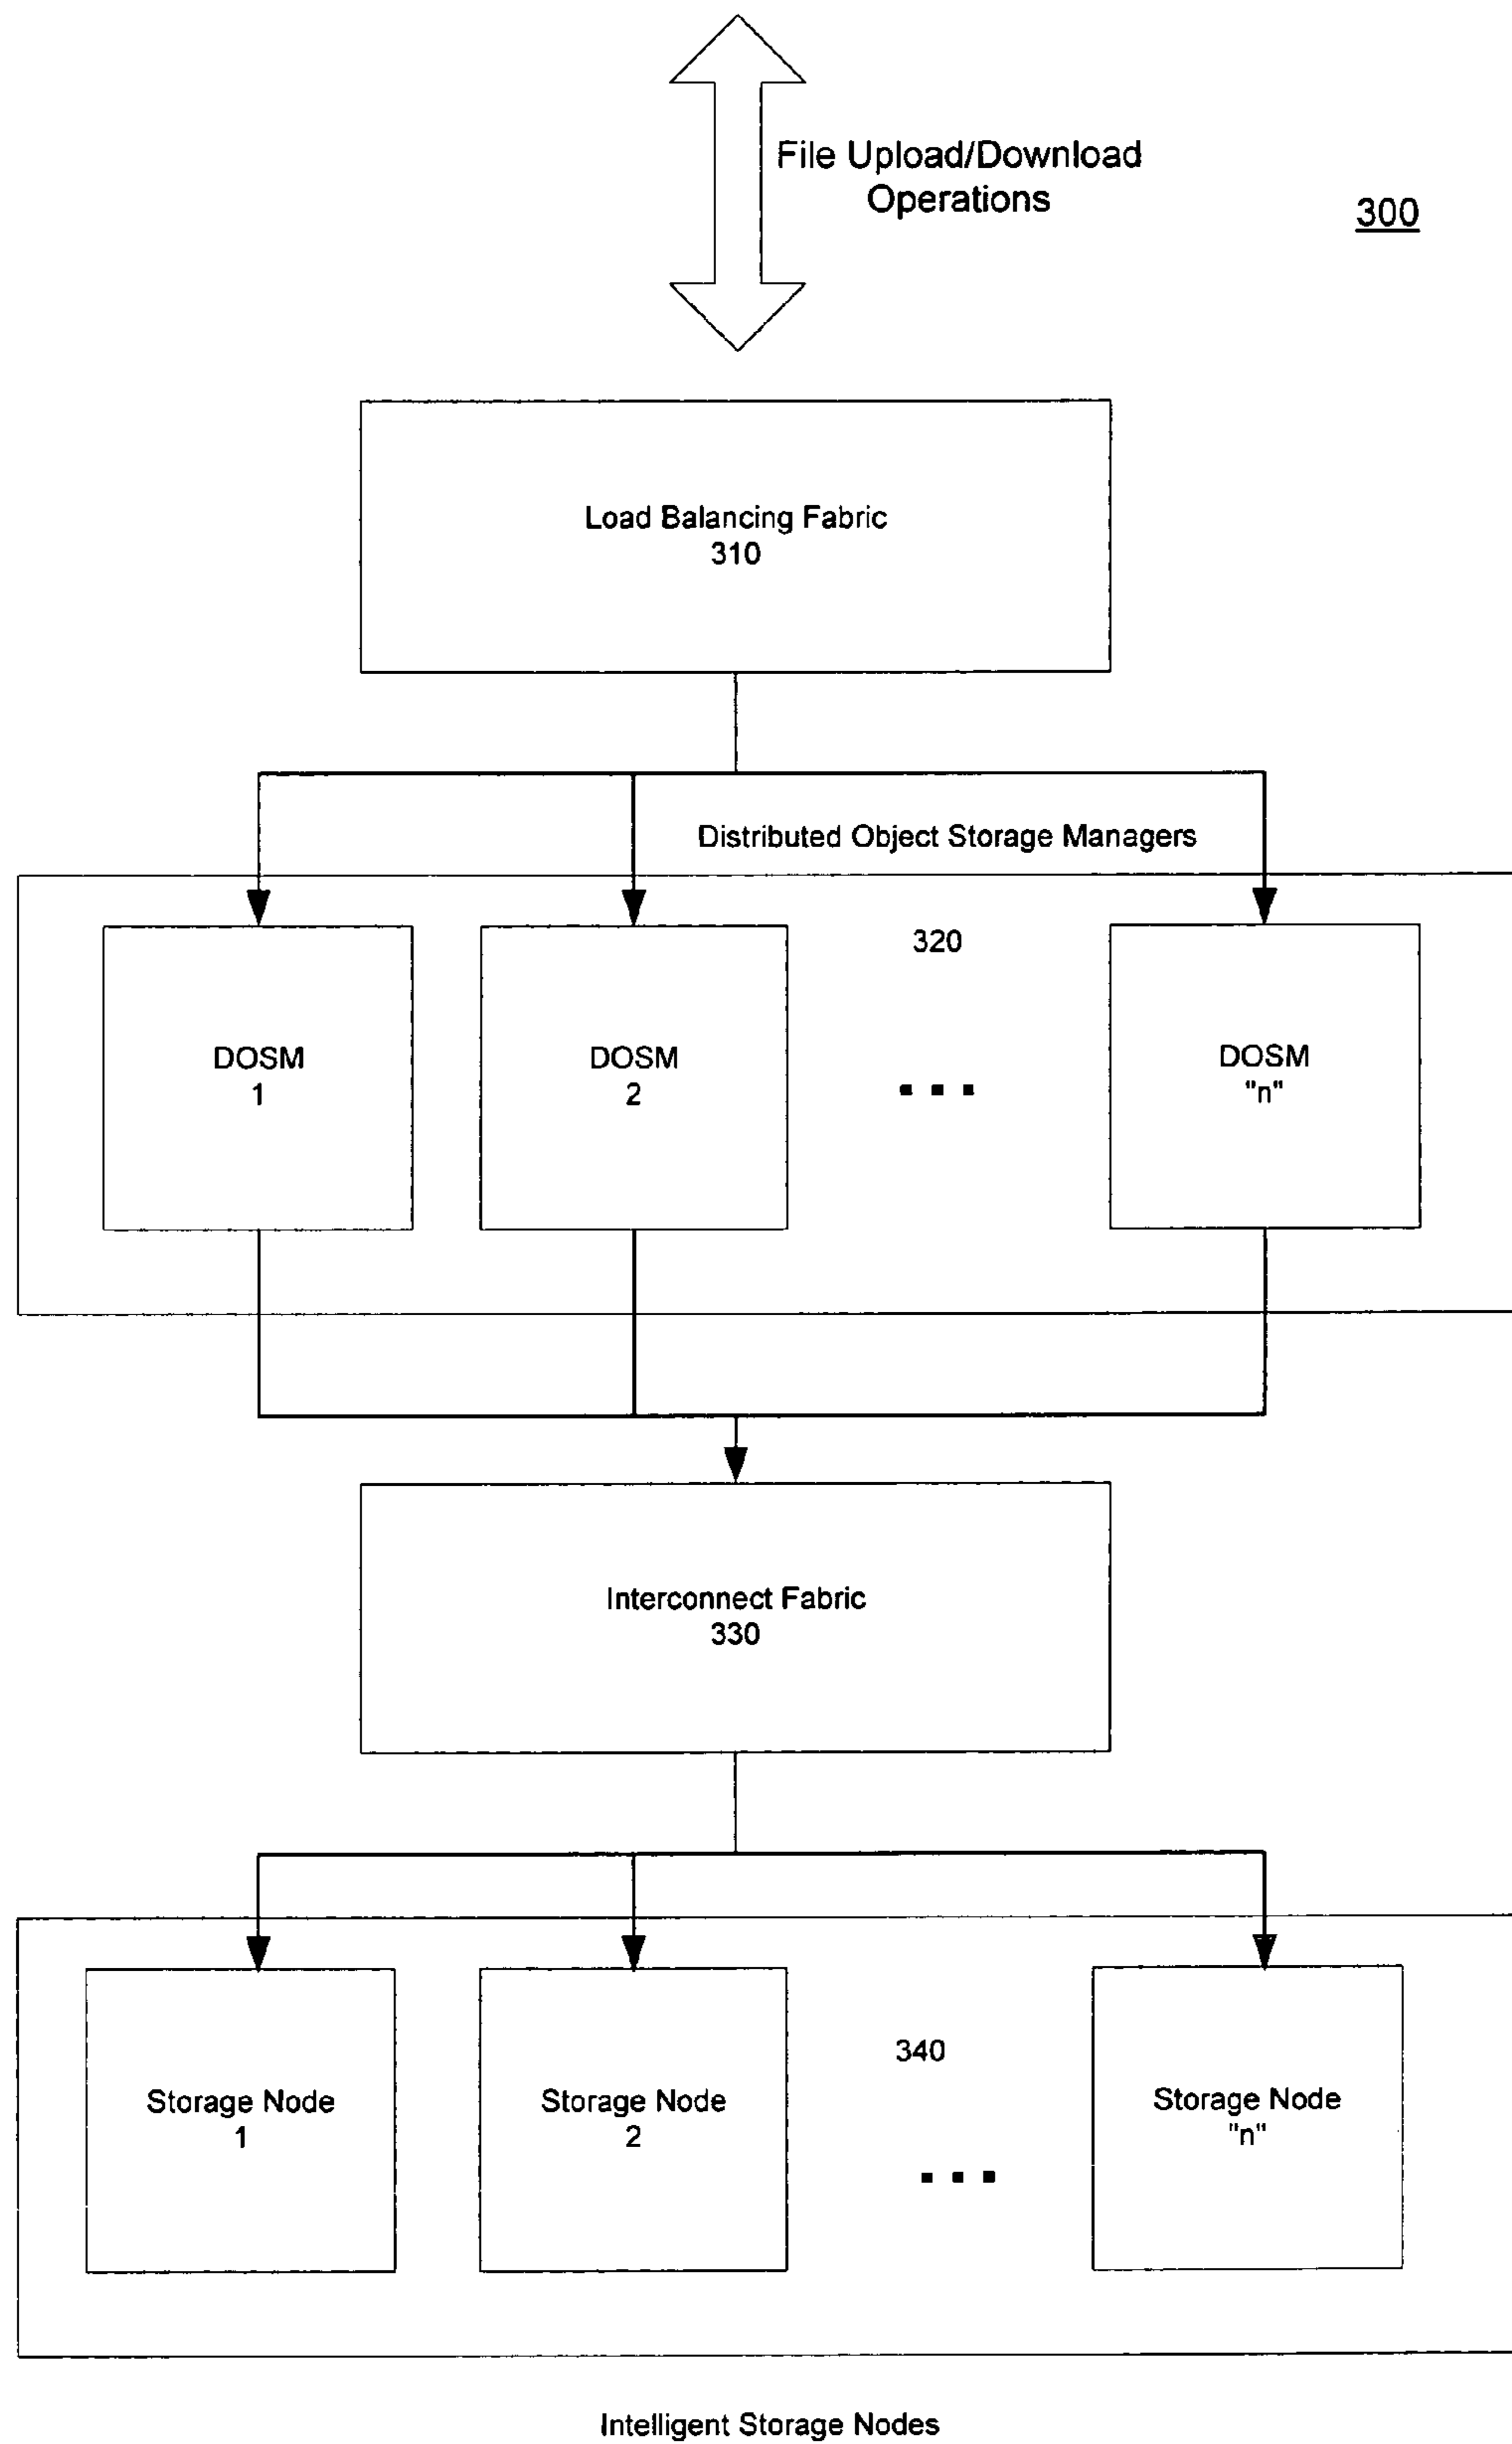 File Upload/Download
Operations
300
Load Balancing Fabric
310
Distributed Object Storage Managers
320
DOSM
1
DOSM
2
DOSM
"n"
Interconnect Fabric
330
340
Storage Node
1
Storage Node
2
Storage Node
"n"
Intelligent Storage Nodes